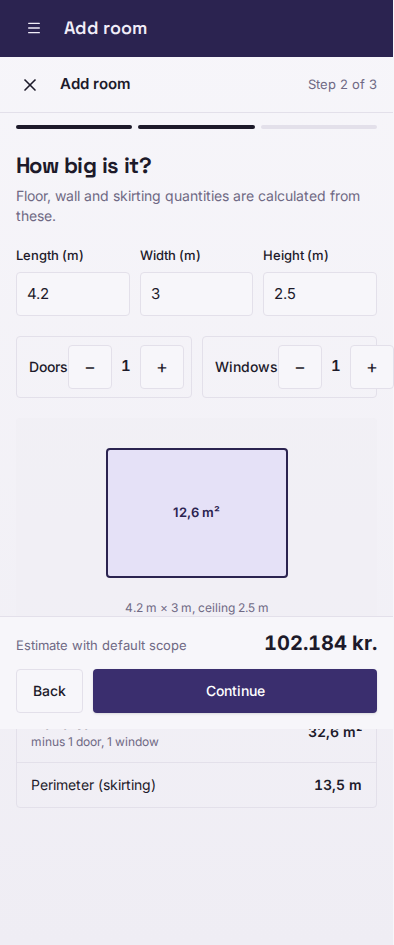 Add room
Add room
Step 2 of 3
How big is it?
Floor, wall and skirting quantities are calculated from
these.
Length (m)
Width (m)
Height (m)
4.2
3
2.5
Doors − 1 +
Windows − 1 +
12,6 m²
4.2 m × 3 m, ceiling 2.5 m
Estimate with default scope
102.184 kr.
Back
Continue
32,6 m²
minus 1 door, 1 window
Perimeter (skirting)
13,5 m